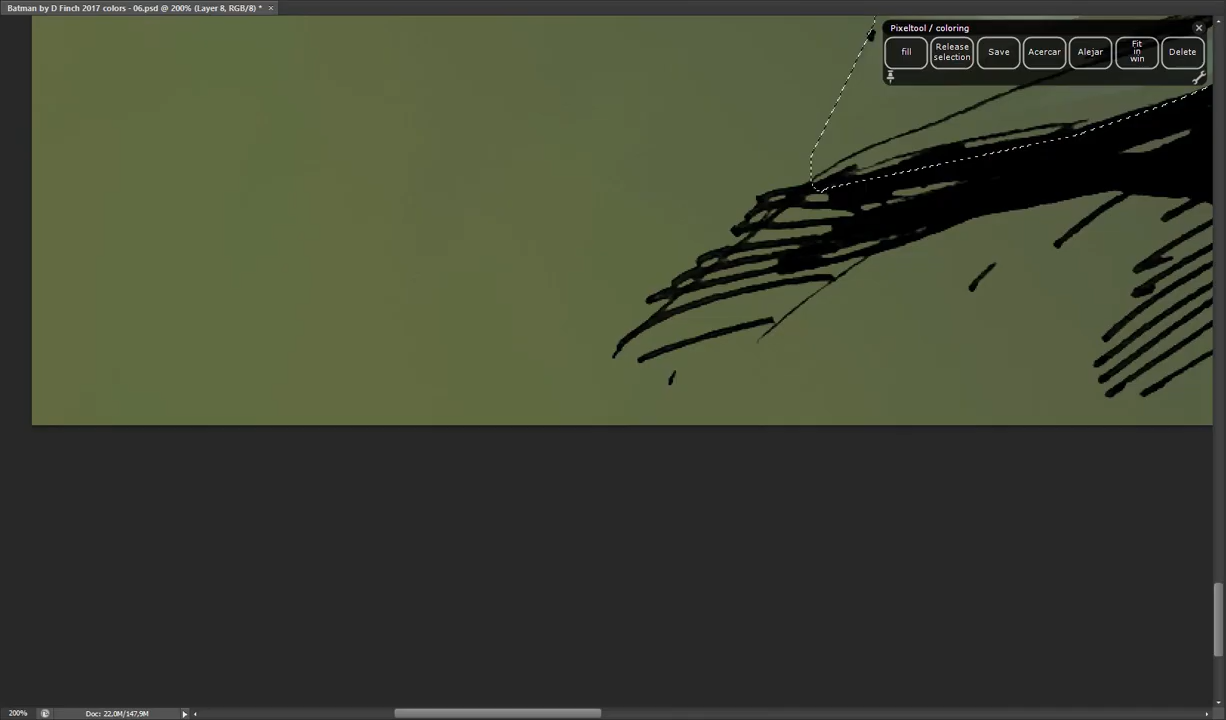 Batman by D Finch 2017 colors - 06.psd @ 200% (Layer 8, RGB/8) * ×
Pixeltool / coloring ×
fill
Release
selection
Save
Acercar
Alejar
Fit
in
win
Delete
200%
Doc: 22,0M/147,9M